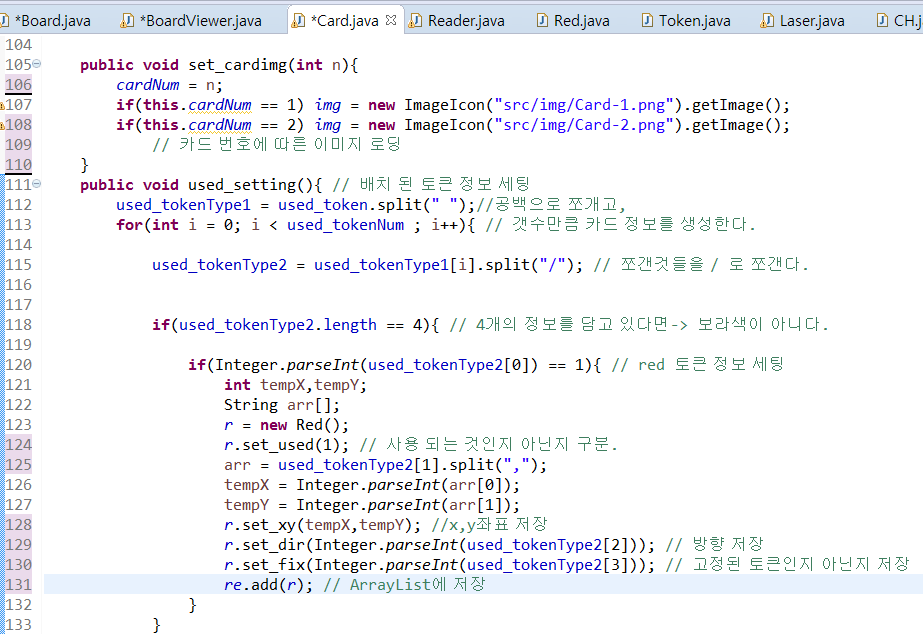 *Board.java *BoardViewer.java *Card.java Reader.java Red.java Token.java Laser.java CH.j
104
105 public void set_cardimg(int n){
106 cardNum = n;
107 if(this.cardNum == 1) img = new ImageIcon("src/img/Card-1.png").getImage();
108 if(this.cardNum == 2) img = new ImageIcon("src/img/Card-2.png").getImage();
109 // 카드 번호에 따른 이미지 로딩
110 }
111 public void used_setting(){ // 배치 된 토큰 정보 세팅
112 used_tokenType1 = used_token.split(" ");//공백으로 쪼개고,
113 for(int i = 0; i < used_tokenNum ; i++){ // 갯수만큼 카드 정보를 생성한다.
114
115 used_tokenType2 = used_tokenType1[i].split("/"); // 쪼갠것들을 / 로 쪼갠다.
116
117
118 if(used_tokenType2.length == 4){ // 4개의 정보를 담고 있다면-> 보라색이 아니다.
119
120 if(Integer.parseInt(used_tokenType2[0]) == 1){ // red 토큰 정보 세팅
121 int tempX,tempY;
122 String arr[];
123 r = new Red();
124 r.set_used(1); // 사용 되는 것인지 아닌지 구분.
125 arr = used_tokenType2[1].split(",");
126 tempX = Integer.parseInt(arr[0]);
127 tempY = Integer.parseInt(arr[1]);
128 r.set_xy(tempX,tempY); //x,y좌표 저장
129 r.set_dir(Integer.parseInt(used_tokenType2[2])); // 방향 저장
130 r.set_fix(Integer.parseInt(used_tokenType2[3])); // 고정된 토큰인지 아닌지 저장
131 re.add(r); // ArrayList에 저장
132 }
133 }